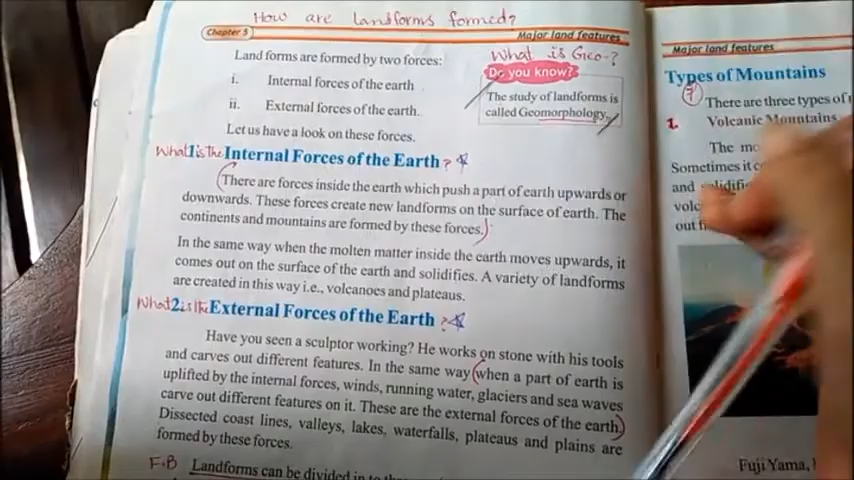 How are landforms formed?
Chapter 5
Major land features
Land forms are formed by two forces:
i. Internal forces of the earth
ii. External forces of the earth.
Let us have a look on these forces.
What is Geo-?
Do you know?
The study of landforms is
called Geomorphology.
What 1 is the Internal Forces of the Earth?
There are forces inside the earth which push a part of earth upwards or
downwards. These forces create new landforms on the surface of earth. The
continents and mountains are formed by these forces.
In the same way when the molten matter inside the earth moves upwards, it
comes out on the surface of the earth and solidifies. A variety of landforms
are created in this way i.e., volcanoes and plateaus.
What 2 is the External Forces of the Earth?
Have you seen a sculptor working? He works on stone with his tools
and carves out different features. In the same way when a part of earth is
uplifted by the internal forces, winds, running water, glaciers and sea waves
carve out different features on it. These are the external forces of the earth.
Dissected coast lines, valleys, lakes, waterfalls, plateaus and plains are
formed by these forces.
F.B Landforms can be divided in to
Major land features
Types of Mountains
There are three types of
1. Volcanic Mountains
The
Sometimes it
and
out
Fuji Yama,